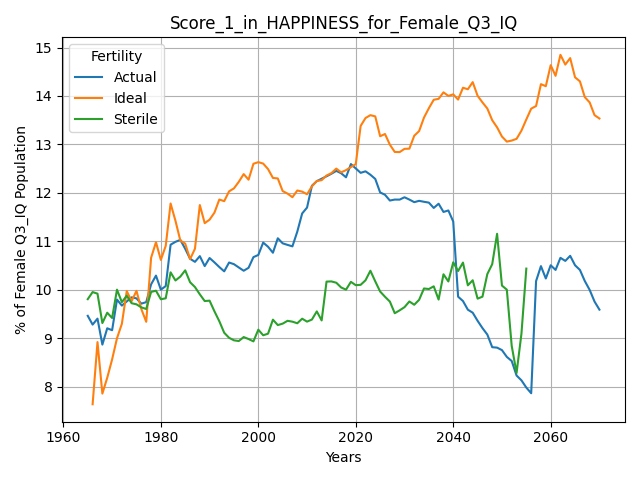 Score_1_in_HAPPINESS_for_Female_Q3_IQ
% of Female Q3_IQ Population
15
14
13
12
11
10
9
8
Fertility
Actual
Ideal
Sterile
1960
1980
2000
2020
2040
2060
Years